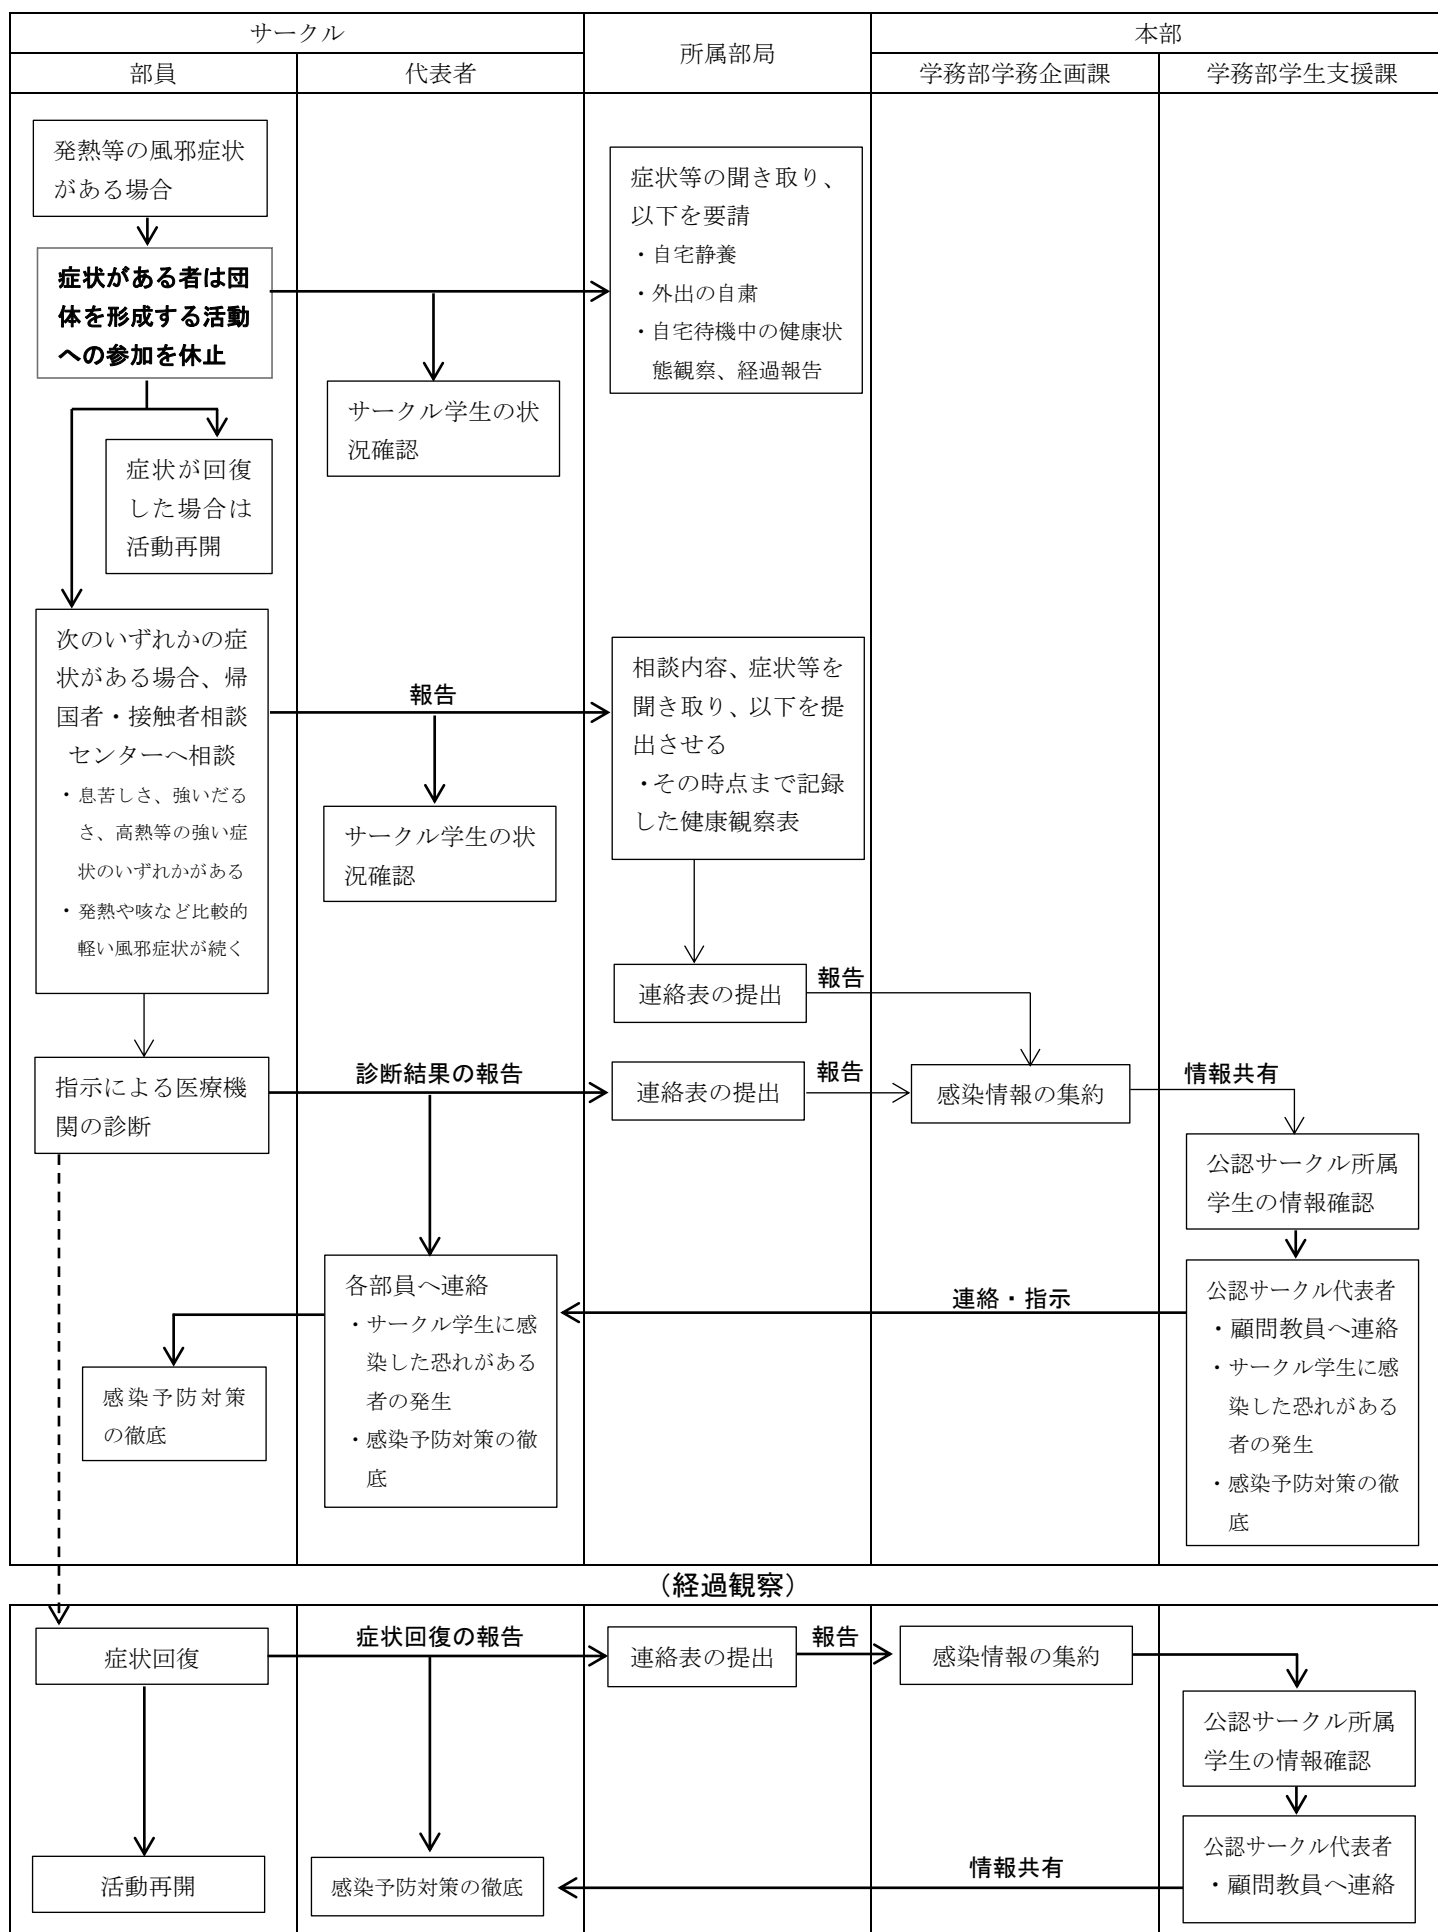 サークル
所属部局
本部
部員
代表者
学務部学務企画課
学務部学生支援課
発熱等の風邪症状
がある場合
症状がある者は団
体を形成する活動
への参加を休止
症状等の聞き取り、
以下を要請
・自宅静養
・外出の自粛
・自宅待機中の健康状
態観察、経過報告
サークル学生の状
況確認
症状が回復
した場合は
活動再開
次のいずれかの症
状がある場合、帰
国者・接触者相談
センターへ相談
・息苦しさ、強いだる
さ、高熱等の強い症
状のいずれかがある
・発熱や咳など比較的
軽い風邪症状が続く
報告
相談内容、症状等を
聞き取り、以下を提
出させる
・その時点まで記録
した健康観察表
サークル学生の状
況確認
連絡表の提出
報告
指示による医療機
関の診断
診断結果の報告
連絡表の提出
報告
感染情報の集約
情報共有
公認サークル所属
学生の情報確認
公認サークル代表者
・顧問教員へ連絡
・サークル学生に感
染した恐れがある
者の発生
・感染予防対策の徹
底
連絡・指示
各部員へ連絡
・サークル学生に感
染した恐れがある
者の発生
・感染予防対策の徹
底
感染予防対策
の徹底
（経過観察）
症状回復
症状回復の報告
連絡表の提出
報告
感染情報の集約
公認サークル所属
学生の情報確認
公認サークル代表者
・顧問教員へ連絡
情報共有
感染予防対策の徹底
活動再開